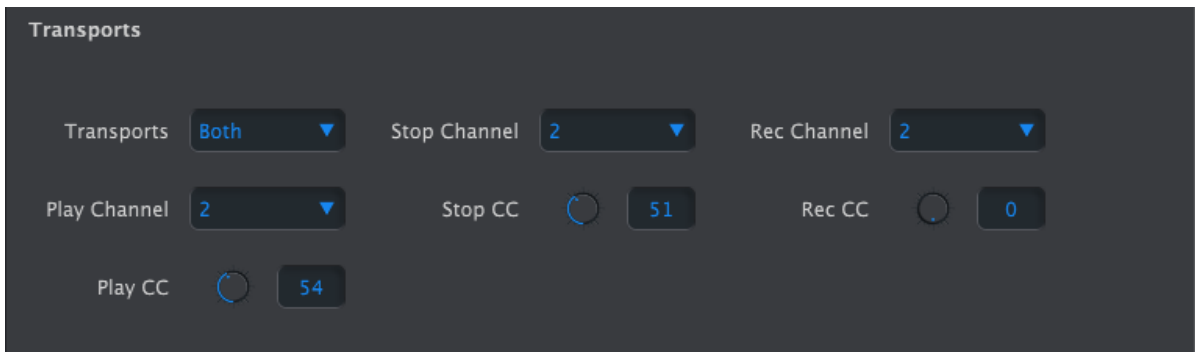 Transports
Transports Both Stop Channel 2 Rec Channel 2
Play Channel 2 Stop CC 51 Rec CC 0
Play CC 54